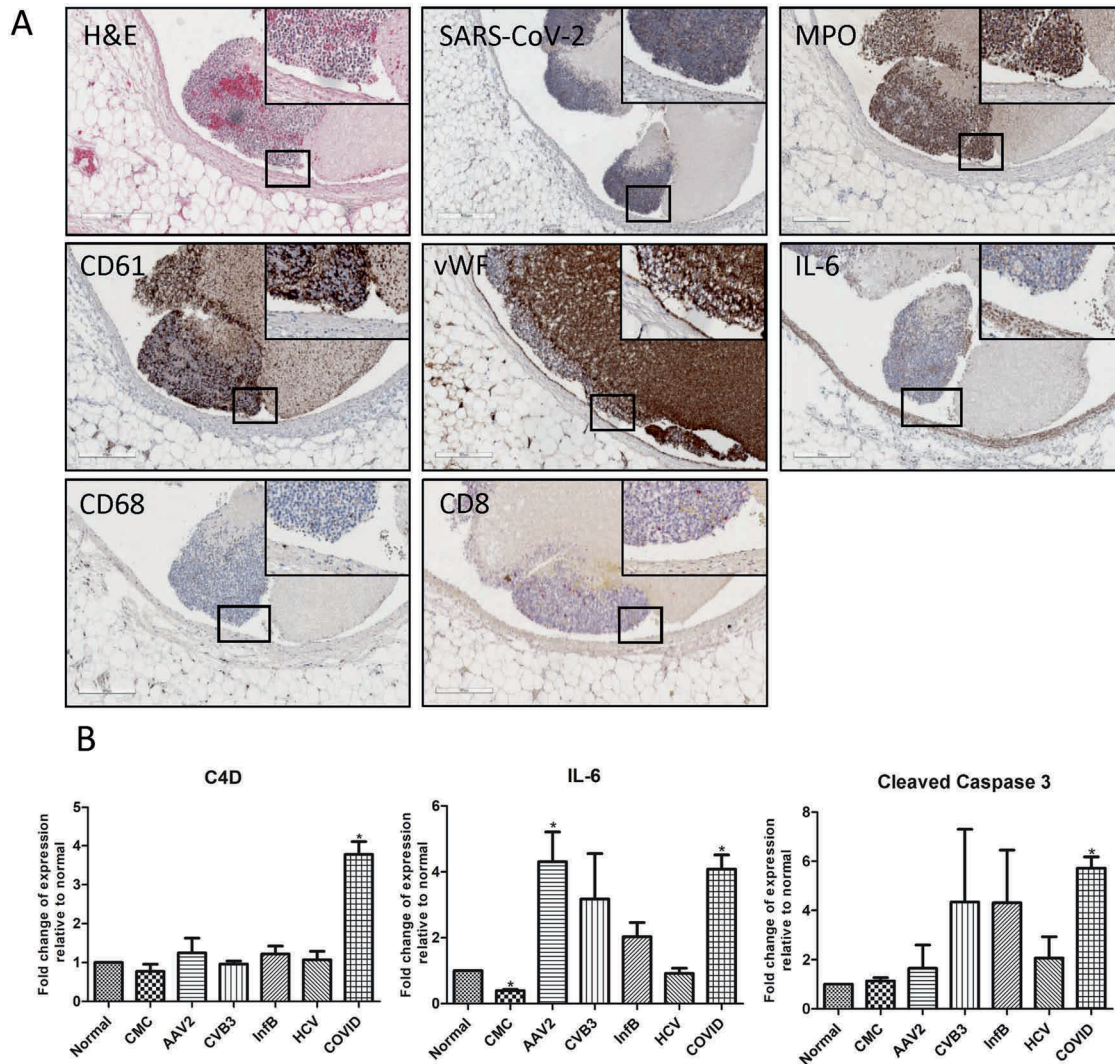 A
H&E
SARS-CoV-2
MPO
CD61
vWF
IL-6
CD68
CD8
B
C4D
Fold change of expression
relative to normal
5
4
3
2
1
0
Normal
CMC
AAV2
CVB3
InfB
HCV
COVID
*
IL-6
Fold change of expression
relative to normal
6
4
2
0
Normal
CMC
AAV2
CVB3
InfB
HCV
COVID
*
*
*
Cleaved Caspase 3
Fold change of expression
relative to normal
8
6
4
2
0
Normal
CMC
AAV2
CVB3
InfB
HCV
COVID
*